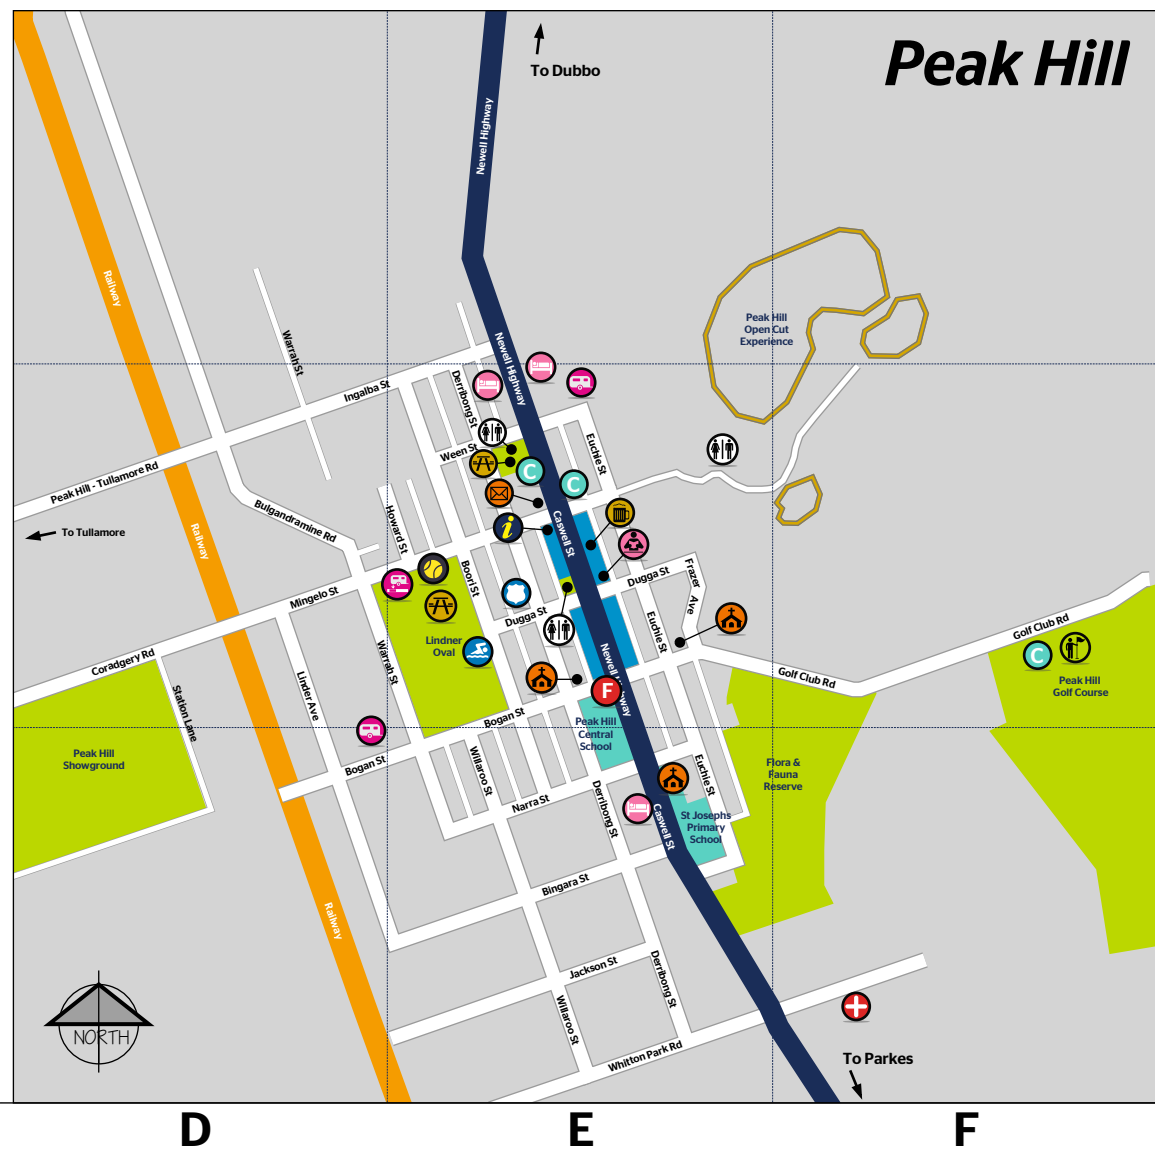 Peak Hill
To Dubbo
Newell Highway
Railway
Peak Hill
Open Cut
Experience
Warrah St
Newell Highway
Ingalba St
Derribong St
Ween St
Euchie St
C
C
Peak Hill - Tullamore Rd
To Tullamore
Bulgandramine Rd
Howard St
i
Caswell St
Railway
Mingelo St
Boori St
Dugga St
Dugga St
Frazer Ave
Euchie St
Lindner
Oval
Warrah St
Coradgery Rd
Station Lane
Linder Ave
Golf Club Rd
Golf Club Rd
C
Peak Hill
Golf Course
Newell Highway
F
Bogan St
Bogan St
Peak Hill
Central
School
Peak Hill
Showground
Willaroo St
Narra St
Derribong St
Euchie St
Flora &
Fauna
Reserve
Caswell St
St Josephs
Primary
School
Bingara St
Railway
Jackson St
Derribong St
Willaroo St
Whitton Park Rd
NORTH
To Parkes
D
E
F